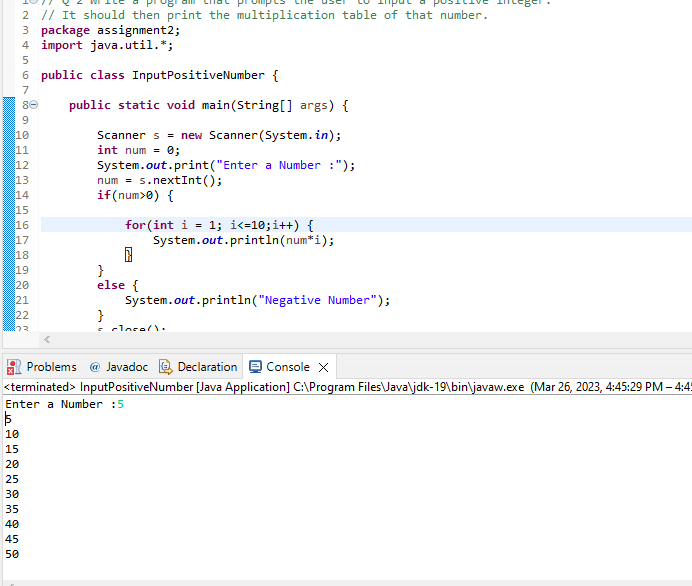 1 // Q 2 Write a program that prompts the user to input a positive integer.
2 // It should then print the multiplication table of that number.
3 package assignment2;
4 import java.util.*;
5
6 public class InputPositiveNumber {
7
8 public static void main(String[] args) {
9
10 Scanner s = new Scanner(System.in);
11 int num = 0;
12 System.out.print("Enter a Number :");
13 num = s.nextInt();
14 if(num>0) {
15
16 for(int i = 1; i<=10;i++) {
17 System.out.println(num*i);
18 }
19 }
20 else {
21 System.out.println("Negative Number");
22 }
23 s.close();
Problems @ Javadoc Declaration Console
<terminated> InputPositiveNumber [Java Application] C:\Program Files\Java\jdk-19\bin\javaw.exe (Mar 26, 2023, 4:45:29 PM – 4:45
Enter a Number :5
5
10
15
20
25
30
35
40
45
50